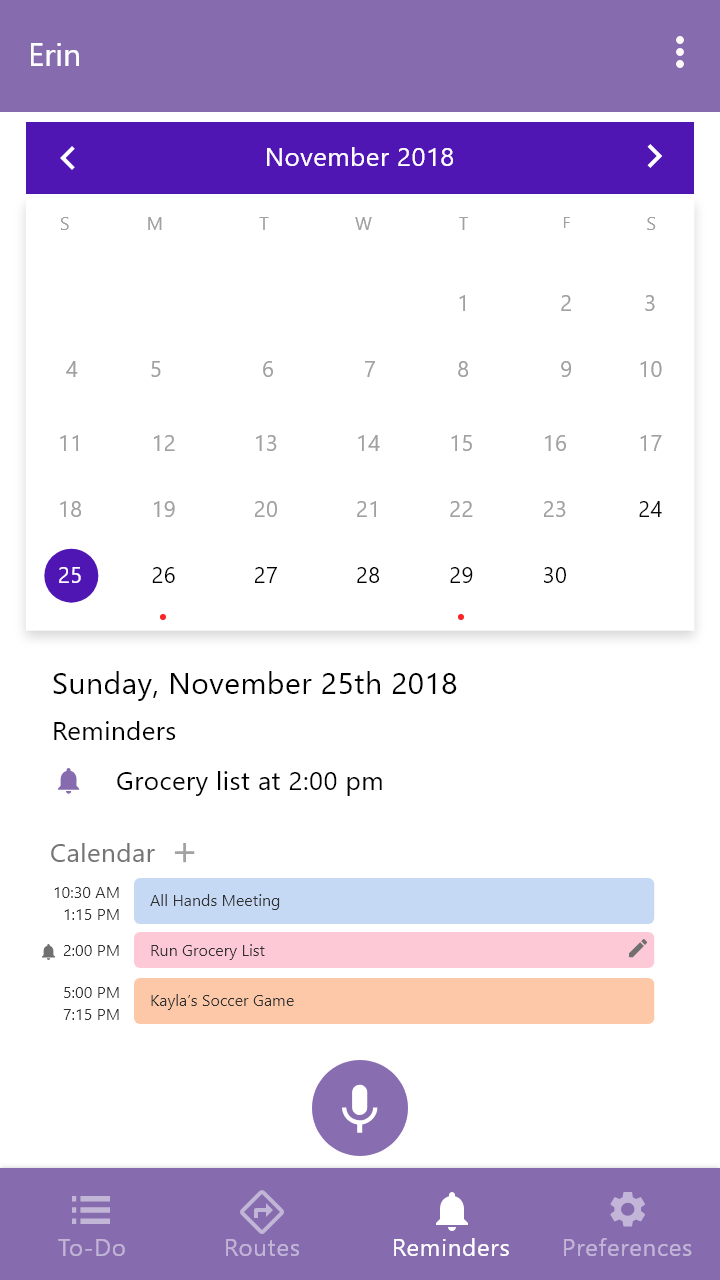 Erin
November 2018
S M T W T F S
1 2 3
4 5 6 7 8 9 10
11 12 13 14 15 16 17
18 19 20 21 22 23 24
25 26 27 28 29 30
Sunday, November 25th 2018
Reminders
Grocery list at 2:00 pm
Calendar
10:30 AM
1:15 PM
All Hands Meeting
2:00 PM
Run Grocery List
5:00 PM
7:15 PM
Kayla's Soccer Game
To-Do Routes Reminders Preferences